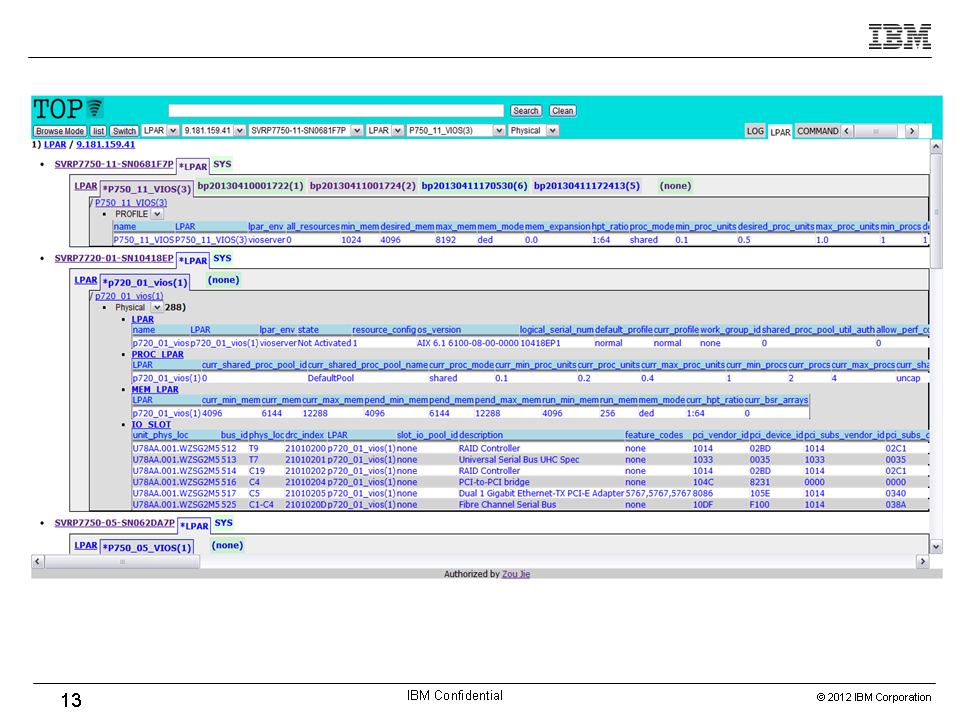 IBM
TOP
Search Clean
Browse Mode list Switch LPAR 9.181.159.41 SVRP7750-11-SN0681F7P LPAR P750_11_VIOS(3) Physical LOG LPAR COMMAND
1) LPAR / 9.181.159.41
SVRP7750-11-SN0681F7P *LPAR SYS
LPAR *P750_11_VIOS(3) bp20130410001722(1) bp20130411001724(2) bp20130411170530(6) bp20130411172413(5) (none)
/ P750_11_VIOS(3)
PROFILE
name LPAR lpar_env all_resources min_mem desired_mem max_mem mem_mode mem_expansion hpt_ratio proc_mode min_proc_units desired_proc_units max_proc_units min_procs d
P750_11_VIOS P750_11_VIOS(3) vioserver 0 1024 4096 8192 ded 0.0 1:64 shared 0.1 0.5 1.0 1 1
SVRP7720-01-SN10418EP *LPAR SYS
LPAR *p720_01_vios(1) (none)
/ p720_01_vios(1)
Physical 288)
LPAR
name LPAR lpar_env state resource_config os_version logical_serial_num default_profile curr_profile work_group_id shared_proc_pool_util_auth allow_perf_co
p720_01_vios p720_01_vios(1) vioserver Not Activated 1 AIX 6.1 6100-08-00-0000 10418EP1 normal normal none 0 0
PROC_LPAR
LPAR curr_shared_proc_pool_id curr_shared_proc_pool_name curr_proc_mode curr_min_proc_units curr_proc_units curr_max_proc_units curr_min_procs curr_procs curr_max_procs curr_sha
p720_01_vios(1) 0 DefaultPool shared 0.1 0.2 0.4 1 2 4 uncap
MEM_LPAR
LPAR curr_min_mem curr_mem curr_max_mem pend_min_mem pend_mem pend_max_mem run_min_mem run_mem mem_mode curr_hpt_ratio curr_bsr_arrays
p720_01_vios(1) 4096 6144 12288 4096 6144 12288 4096 256 ded 1:64 0
IO_SLOT
unit_phys_loc bus_id phys_loc drc_index LPAR slot_io_pool_id description feature_codes pci_vendor_id pci_device_id pci_subs_vendor_id pci_subs_d
U78AA.001.WZSG2M5 512 T9 21010200 p720_01_vios(1) none RAID Controller none 1014 02BD 1014 02C1
U78AA.001.WZSG2M5 513 T7 21010201 p720_01_vios(1) none Universal Serial Bus UHC Spec none 1033 0035 1033 0035
U78AA.001.WZSG2M5 514 C19 21010202 p720_01_vios(1) none RAID Controller none 1014 02BD 1014 02C1
U78AA.001.WZSG2M5 516 C4 21010204 p720_01_vios(1) none PCI-to-PCI bridge none 104C 8231 0000 0000
U78AA.001.WZSG2M5 517 C5 21010205 p720_01_vios(1) none Dual 1 Gigabit Ethernet-TX PCI-E Adapter 5767,5767,5767 8086 105E 1014 0340
U78AA.001.WZSG2M5 525 C1-C4 2101020D p720_01_vios(1) none Fibre Channel Serial Bus none 10DF F100 1014 038A
SVRP7750-05-SN062DA7P *LPAR SYS
LPAR *P750_05_VIOS(1) (none)
Authorized by Zou Jie
13 IBM Confidential © 2012 IBM Corporation